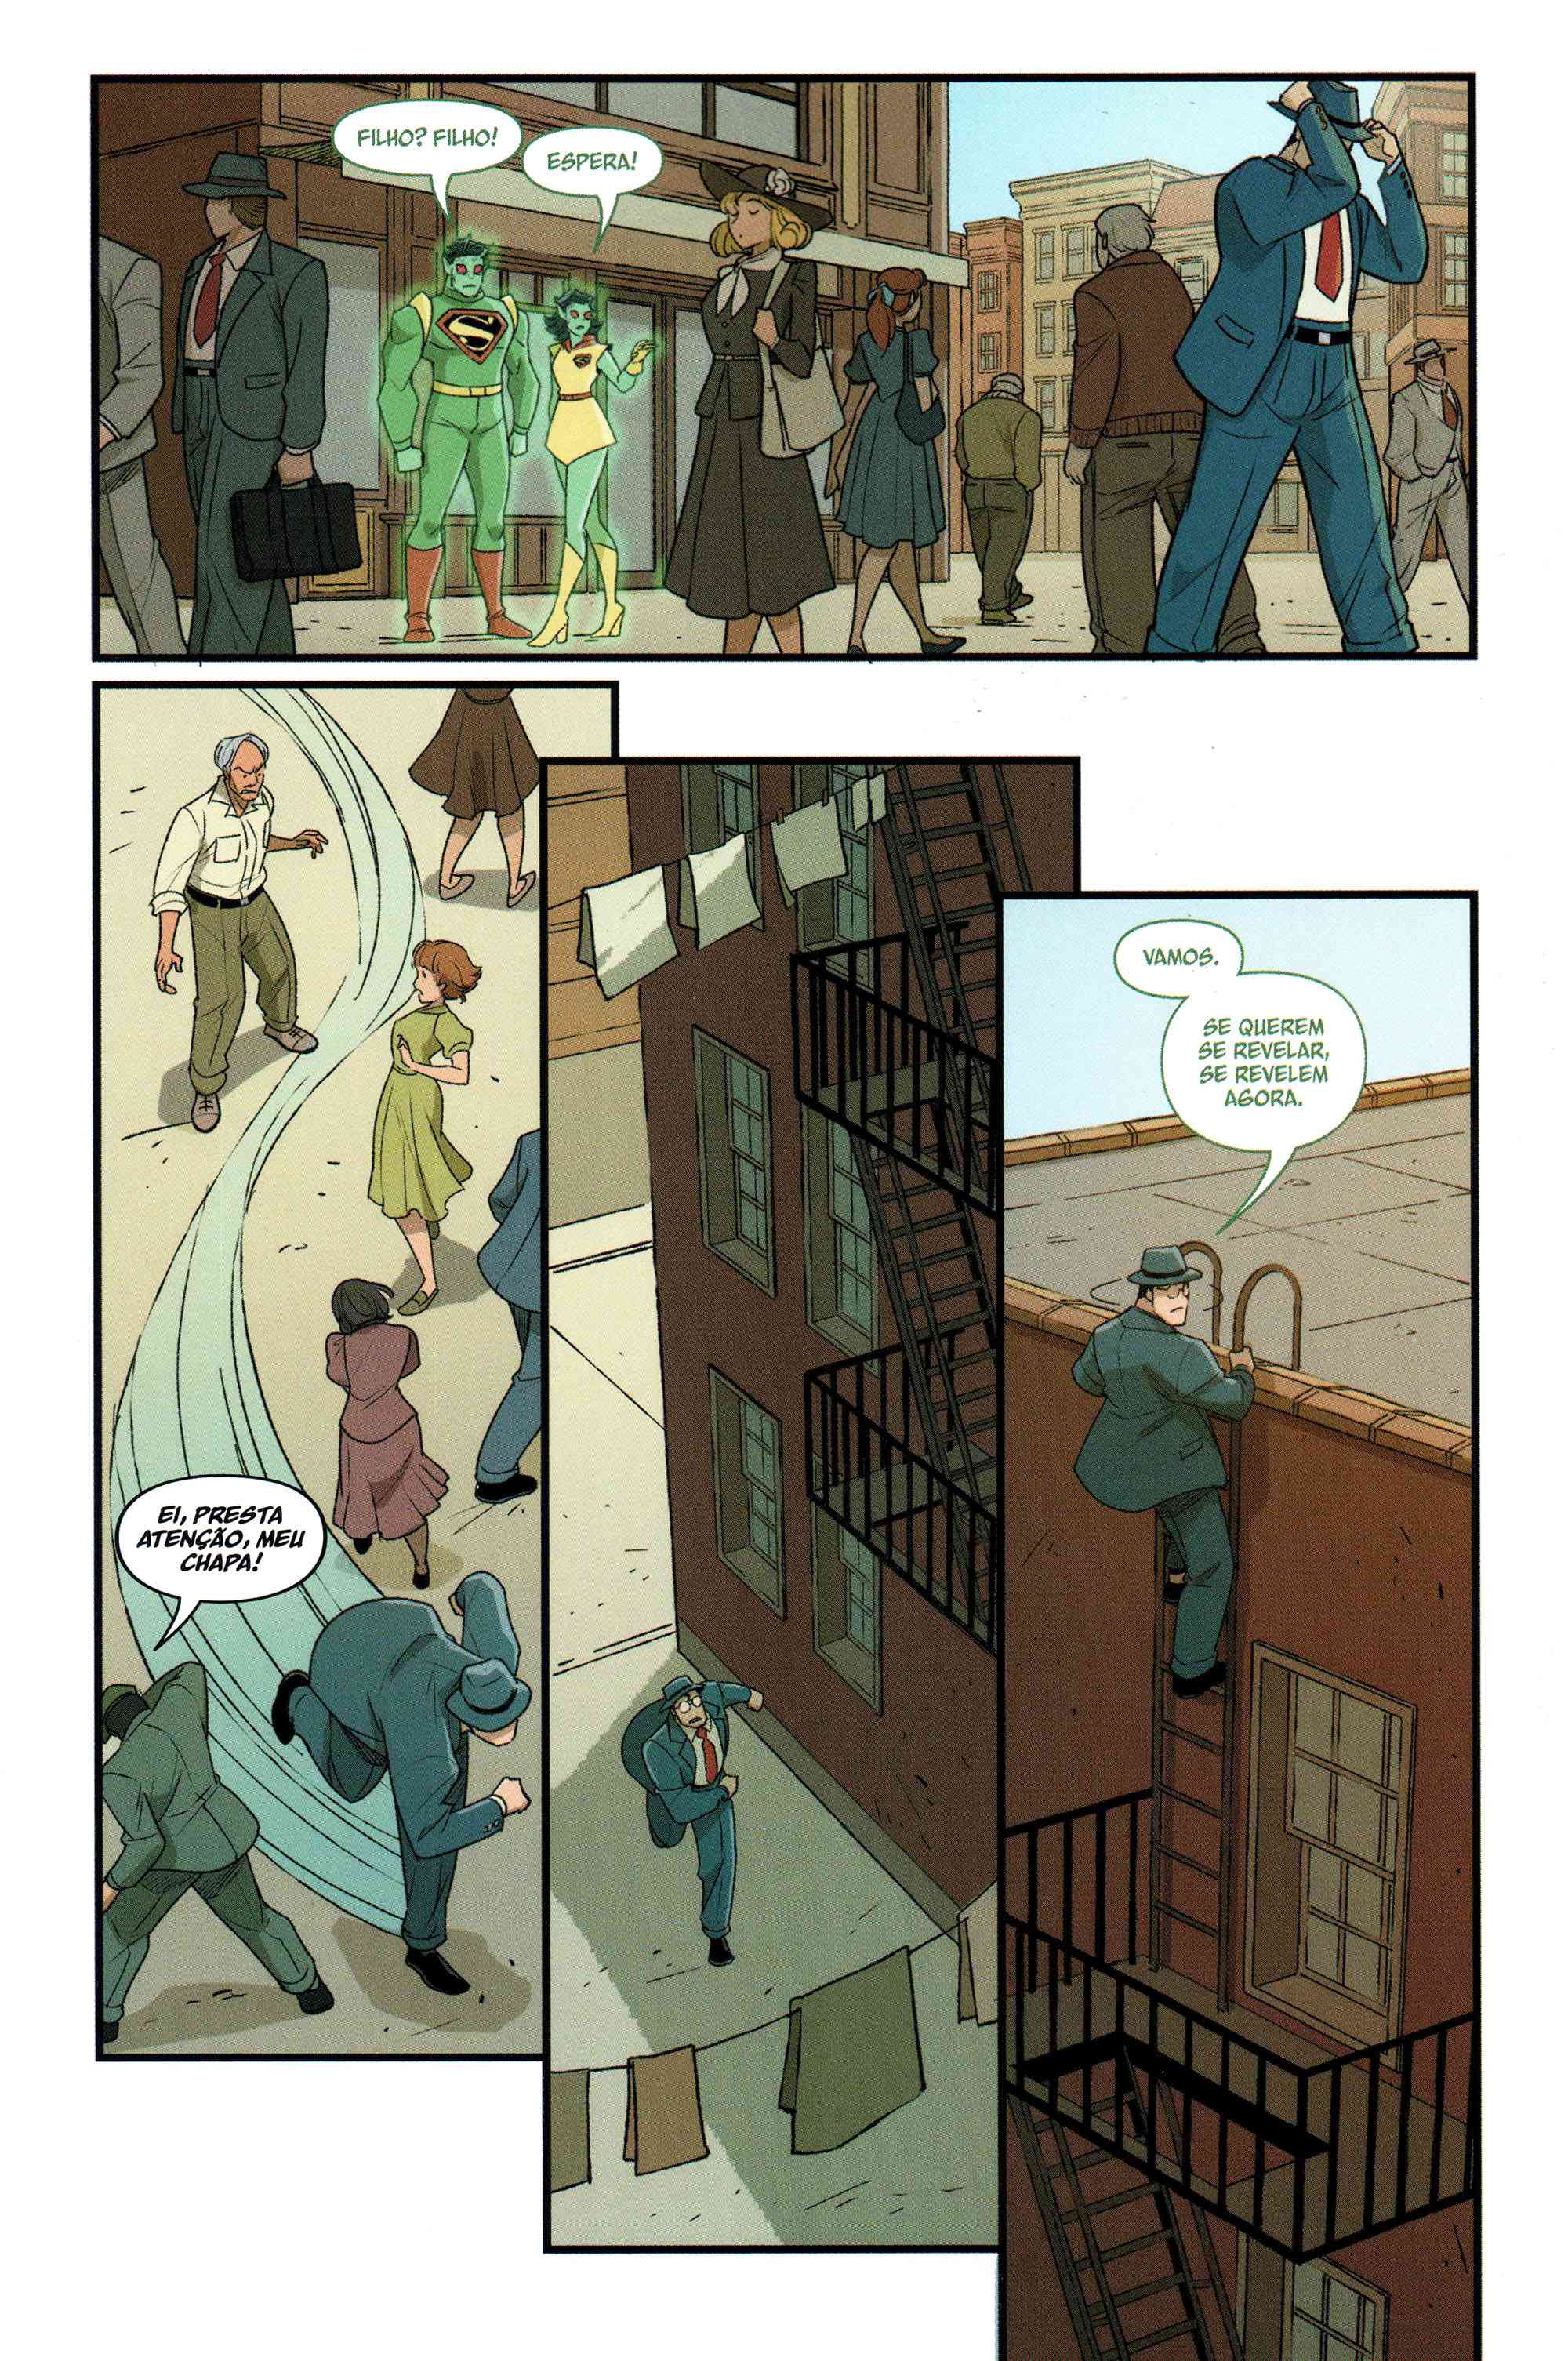 FILHO? FILHO!
ESPERA!
EI, PRESTA
ATENÇÃO, MEU
CHAPA!
VAMOS.
SE QUEREM
SE REVELAR,
SE REVELEM
AGORA.